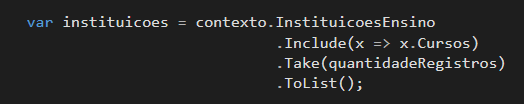 var instituicoes = contexto.InstituicoesEnsino
.Include(x => x.Cursos)
.Take(quantidadeRegistros)
.ToList();